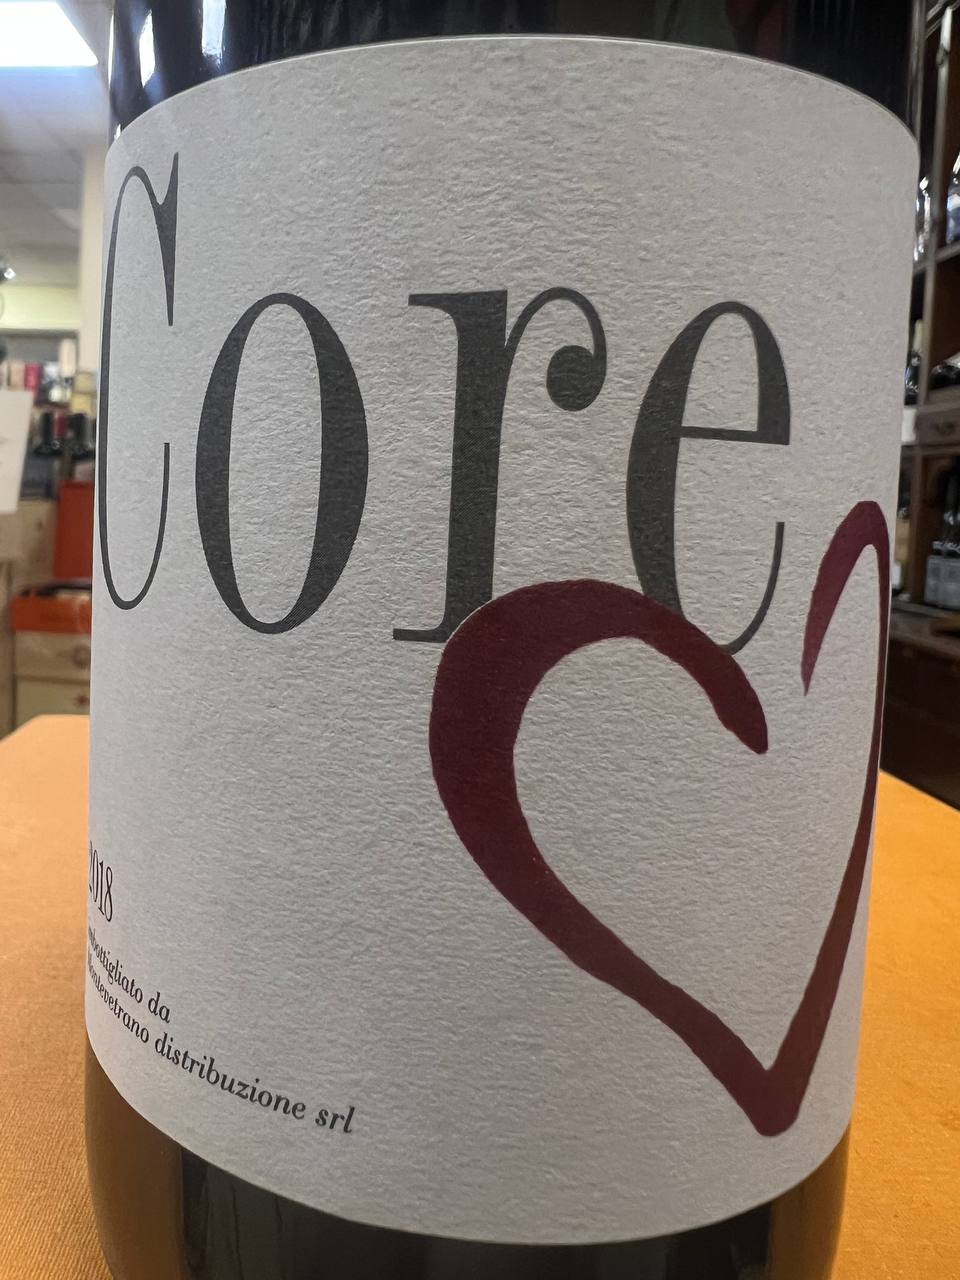 Core
2018
imbottigliato da
Montevetrano distribuzione srl